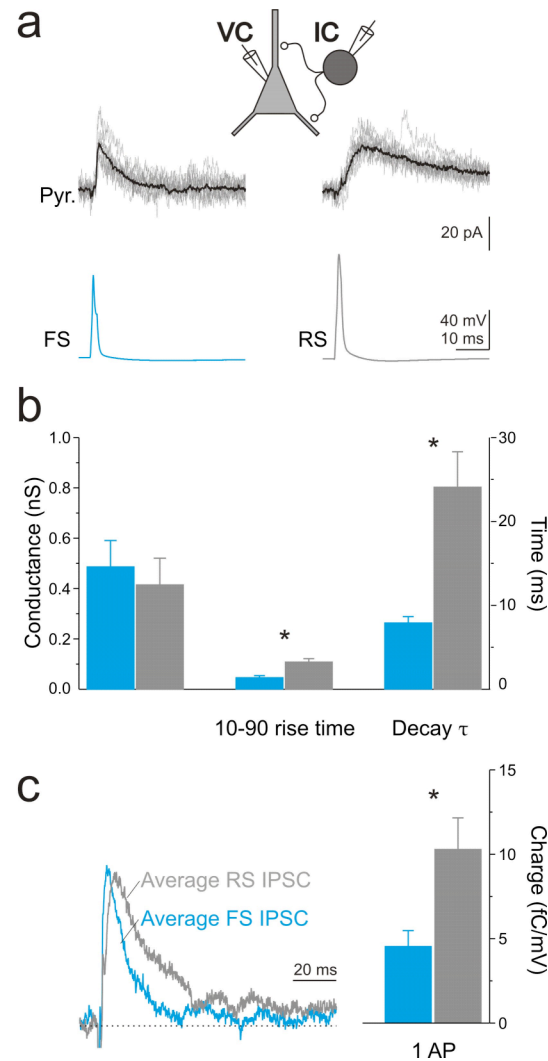 a
VC IC
Pyr.
20 pA
FS
RS
40 mV
10 ms
b
Conductance (nS)
1.0
0.8
0.6
0.4
0.2
0.0
*
*
30
20
10
0
Time (ms)
10-90 rise time
Decay τ
c
Average RS IPSC
Average FS IPSC
20 ms
*
15
10
5
0
Charge (fC/mV)
1 AP